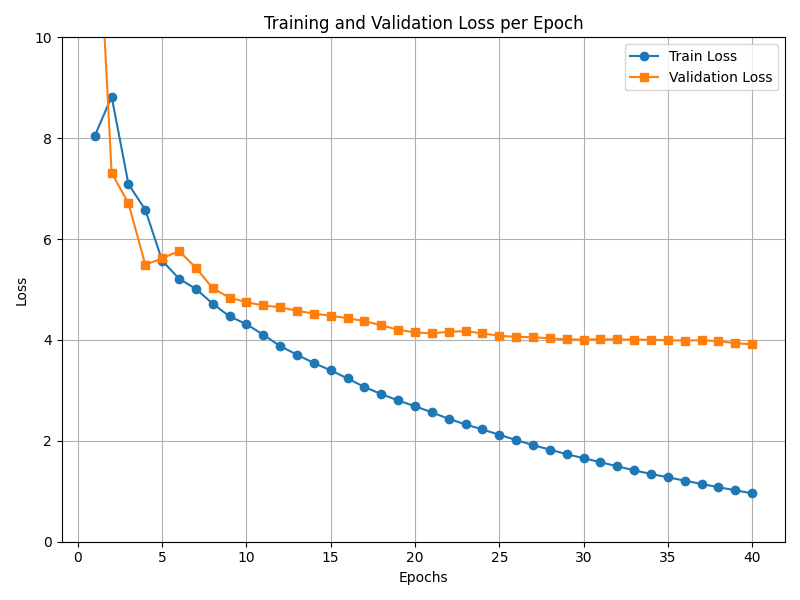 Training and Validation Loss per Epoch
Train Loss
Validation Loss
10
8
6
4
2
0
Loss
0 5 10 15 20 25 30 35 40
Epochs